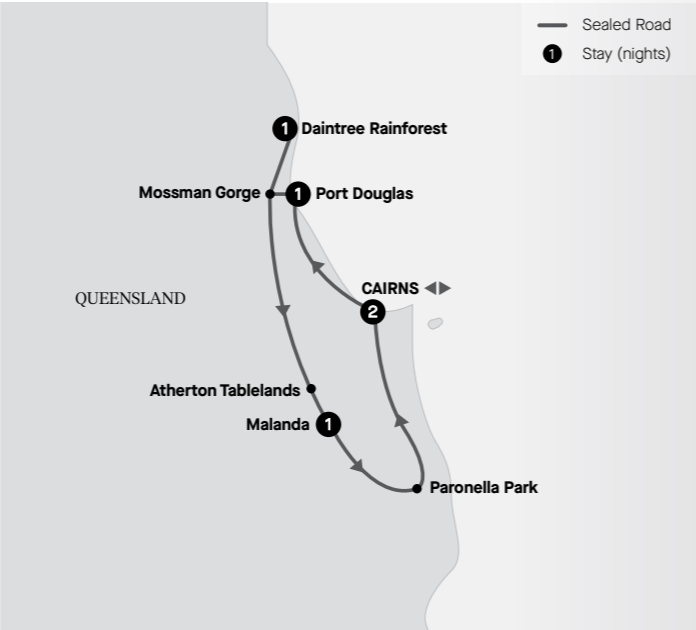 Sealed Road
1 Stay (nights)
1 Daintree Rainforest
Mossman Gorge 1 Port Douglas
CAIRNS
QUEENSLAND
2
Atherton Tablelands
Malanda 1
Paronella Park